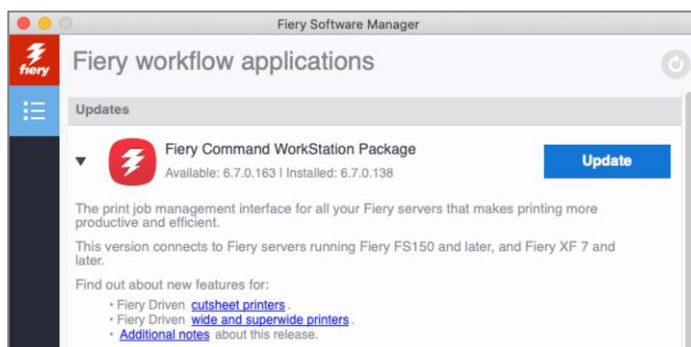 Fiery Software Manager
fiery
Fiery workflow applications
Updates
Fiery Command WorkStation Package
Available: 6.7.0.163 I Installed: 6.7.0.138
Update
The print job management interface for all your Fiery servers that makes printing more
productive and efficient.
This version connects to Fiery servers running Fiery FS150 and later, and Fiery XF 7 and
later.
Find out about new features for:
• Fiery Driven cutsheet printers .
• Fiery Driven wide and superwide printers .
• Additional notes about this release.